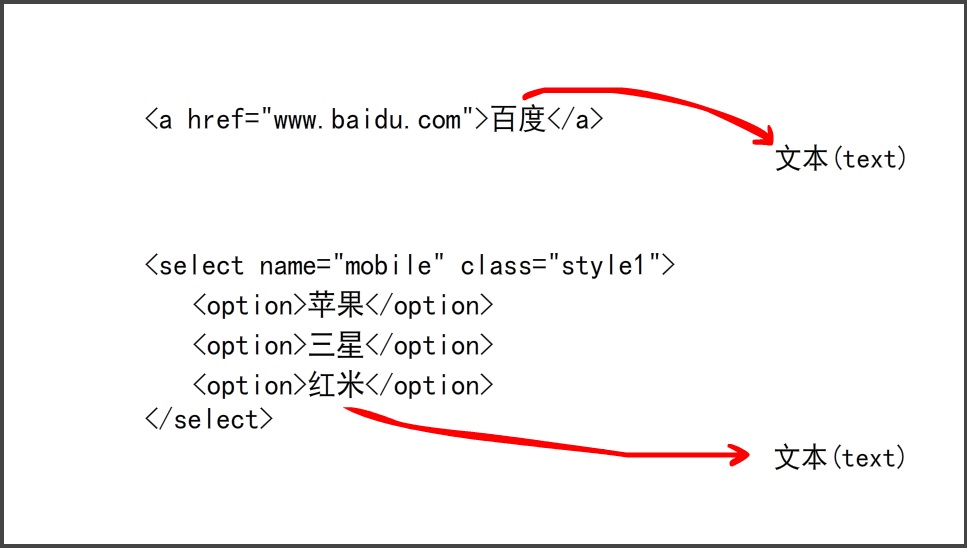 <a href="www.baidu.com">百度</a>
文本(text)
<select name="mobile" class="style1">
<option>苹果</option>
<option>三星</option>
<option>红米</option>
</select>
文本(text)